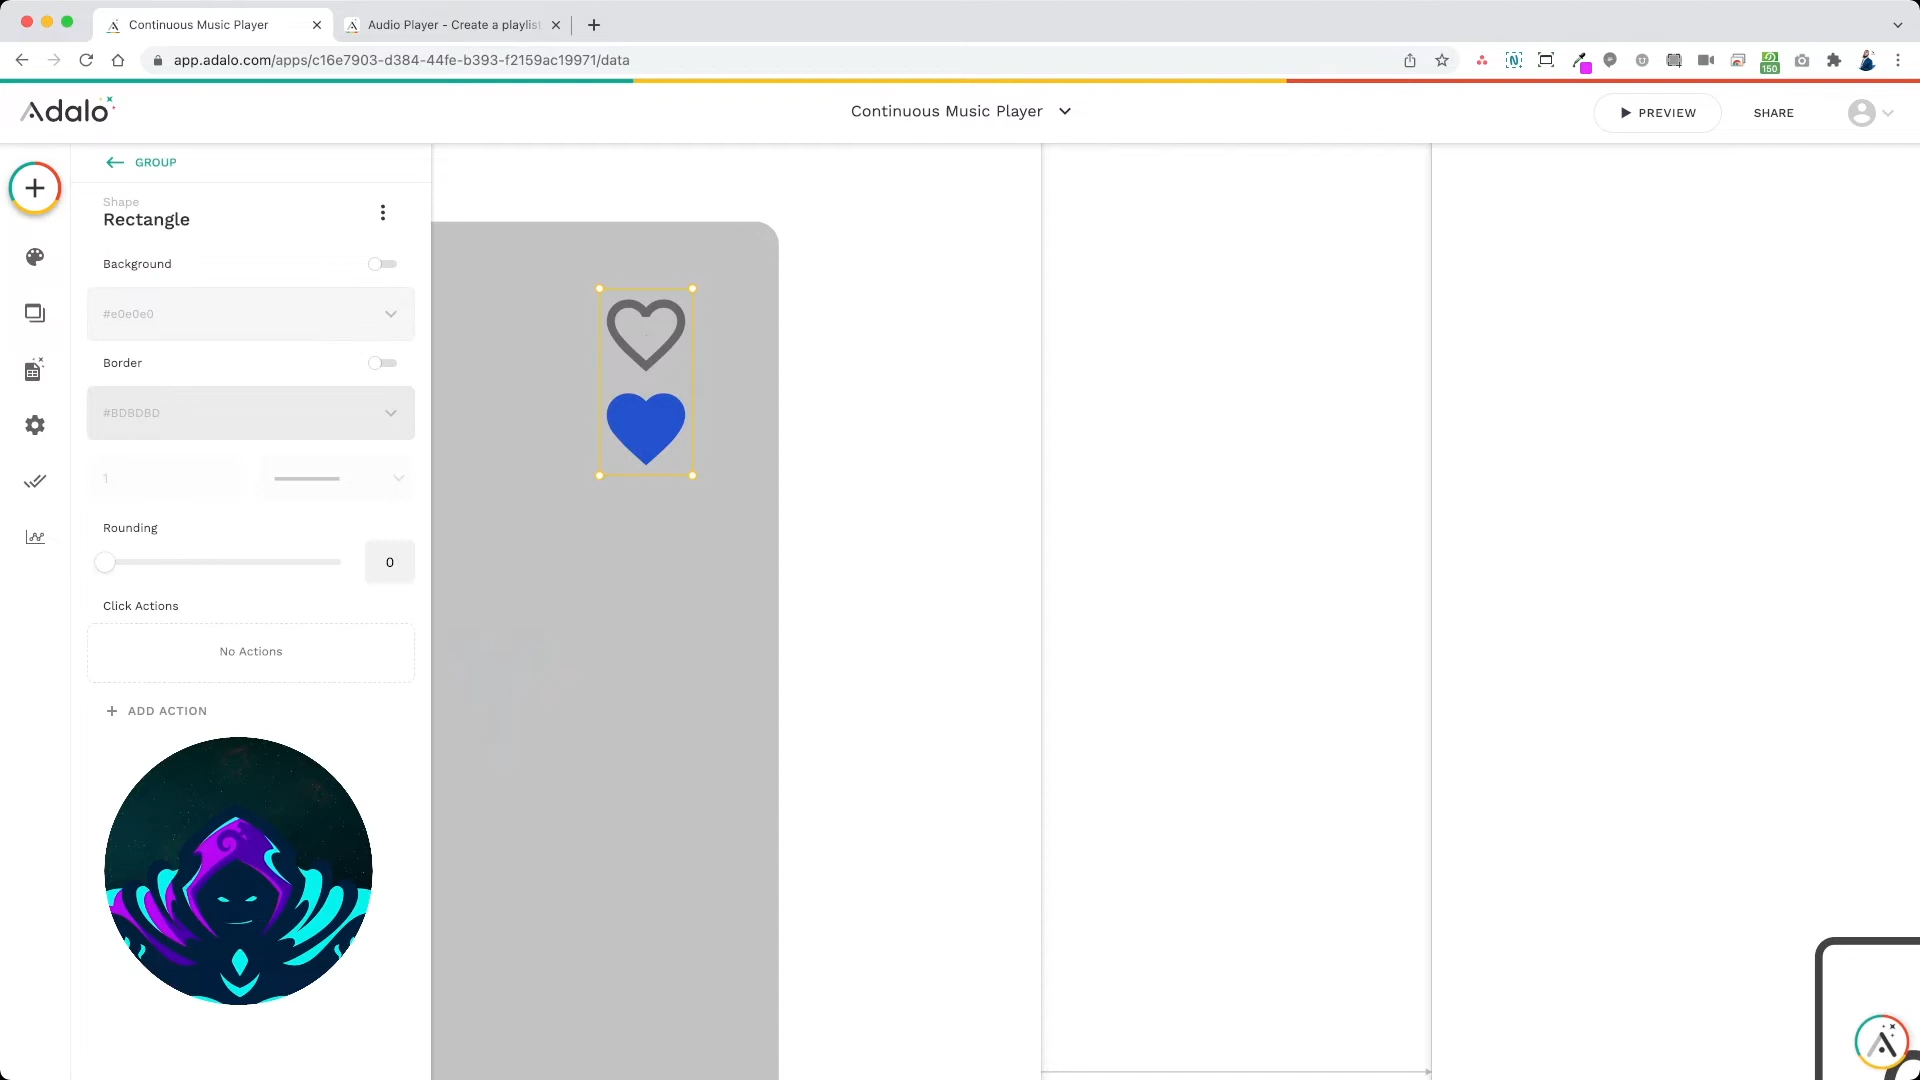 Continuous Music Player
Audio Player - Create a playlist
app.adalo.com/apps/c16e7903-d384-44fe-b393-f2159ac19971/data
150
Adalo
Continuous Music Player
PREVIEW
SHARE
GROUP
Shape
Rectangle
Background
#e0e0e0
Border
#BDBDBD
1
Rounding
0
Click Actions
No Actions
ADD ACTION